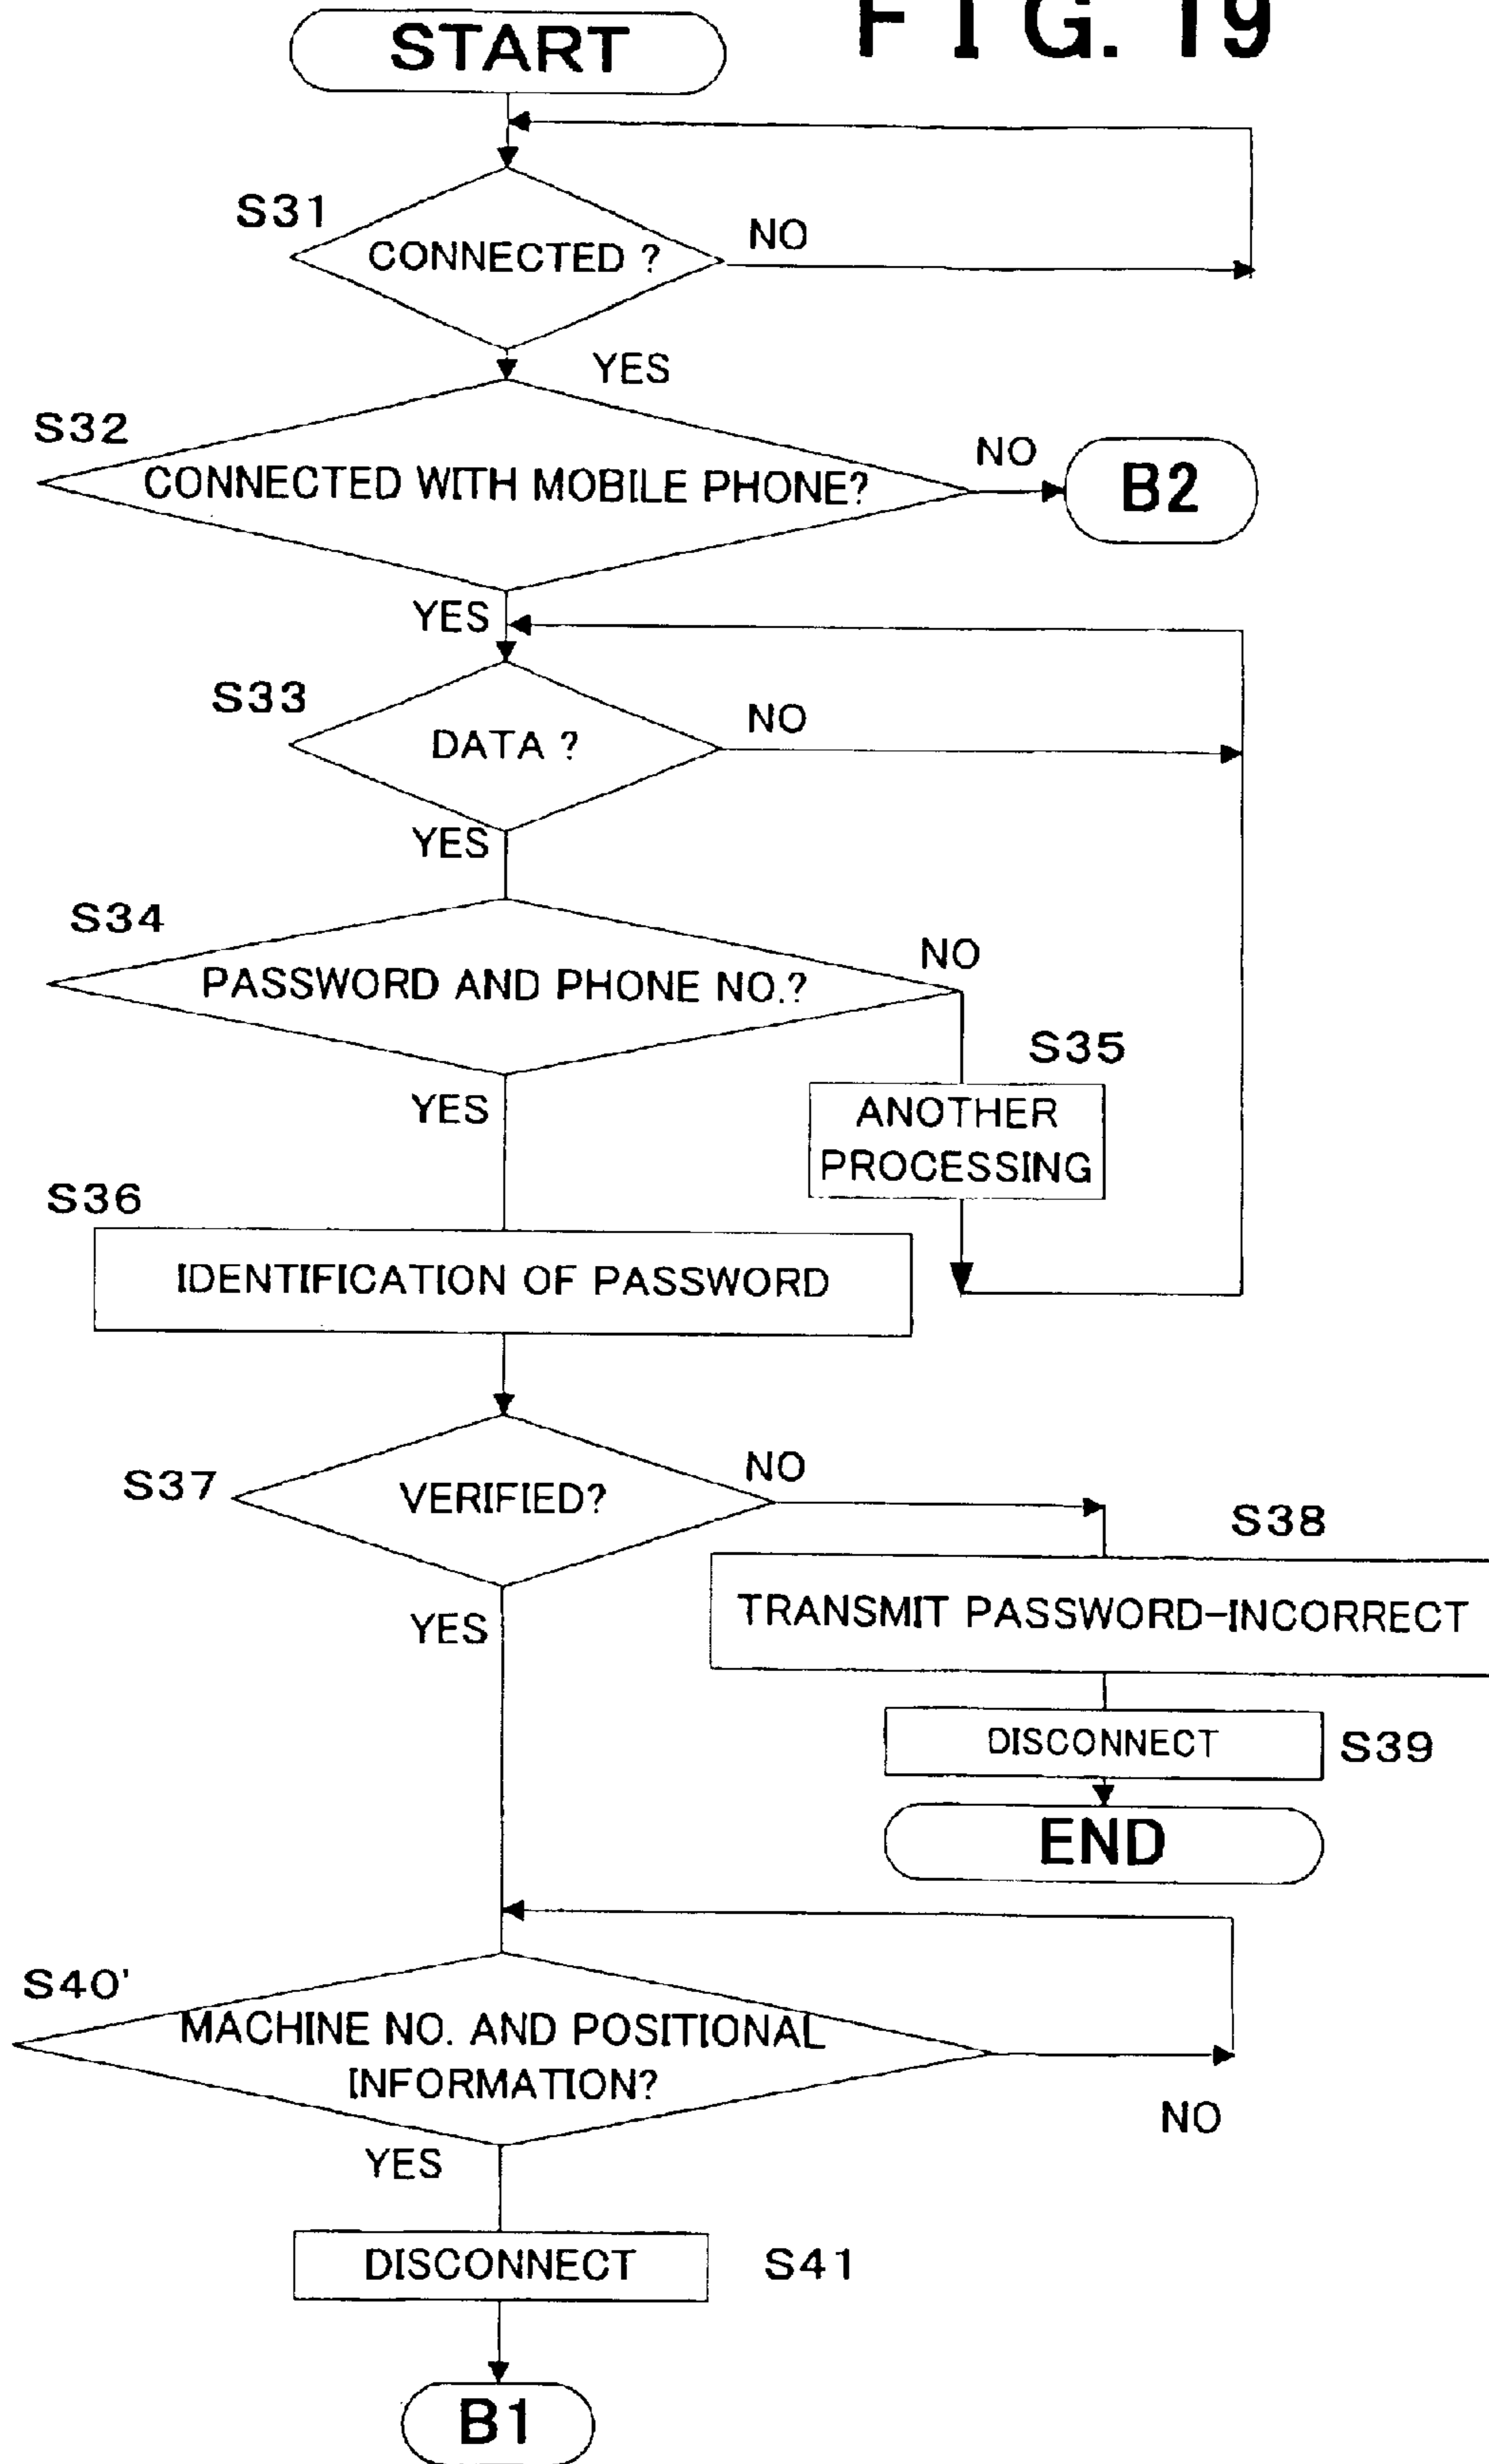 FIG. 19
START
S31
CONNECTED ?
NO
YES
S32
CONNECTED WITH MOBILE PHONE?
NO
B2
YES
S33
DATA ?
NO
YES
S34
PASSWORD AND PHONE NO.?
NO
YES
S35
ANOTHER
PROCESSING
S36
IDENTIFICATION OF PASSWORD
S37
VERIFIED?
NO
YES
S38
TRANSMIT PASSWORD-INCORRECT
DISCONNECT
S39
END
S40'
MACHINE NO. AND POSITIONAL
INFORMATION?
NO
YES
DISCONNECT
S41
B1